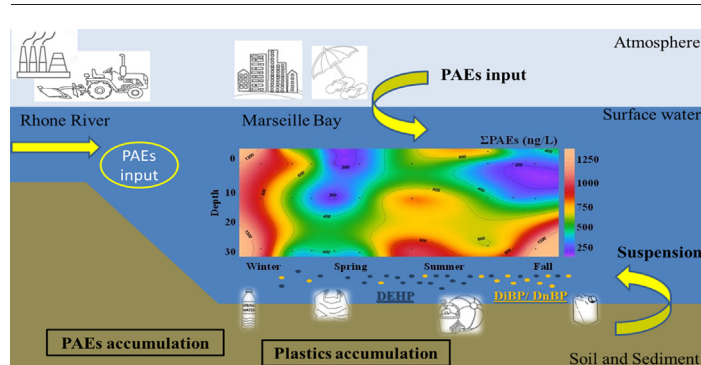 Atmosphere
PAEs input
Rhone River
Marseille Bay
Surface water
PAEs
input
ΣPAEs (ng/L)
Depth
0
10
20
30
1250
1000
750
500
250
Winter
Spring
Summer
Fall
Suspension
DEHP
DiBP/ DnBP
SPRING
WATER
PAEs accumulation
Plastics accumulation
Soil and Sediment